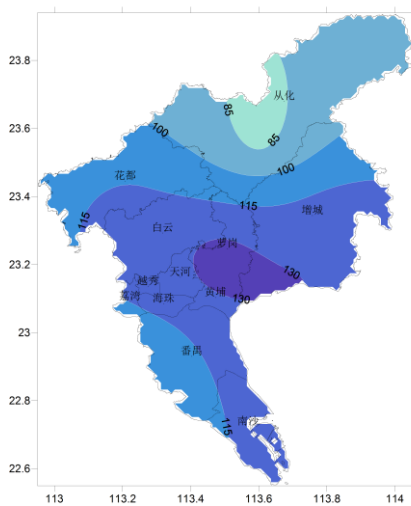 23.8
从化
85
23.6
100
85
100
花都
23.4
115
增城
115
白云
萝岗
23.2
天河
130
越秀
荔湾
海珠
黄埔
130
23
番禺
22.8
115
南沙
22.6
113
113.2
113.4
113.6
113.8
114